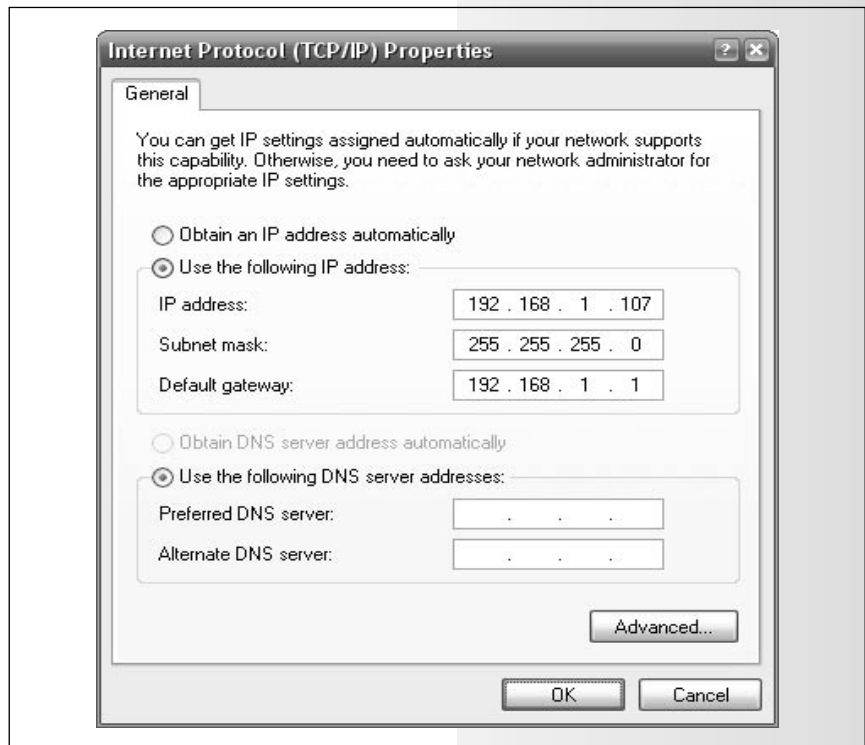 Internet Protocol (TCP/IP) Properties
General
You can get IP settings assigned automatically if your network supports
this capability. Otherwise, you need to ask your network administrator for
the appropriate IP settings.
Obtain an IP address automatically
Use the following IP address:
IP address: 192 . 168 . 1 . 107
Subnet mask: 255 . 255 . 255 . 0
Default gateway: 192 . 168 . 1 . 1
Obtain DNS server address automatically
Use the following DNS server addresses:
Preferred DNS server: . . .
Alternate DNS server: . . .
Advanced...
OK Cancel